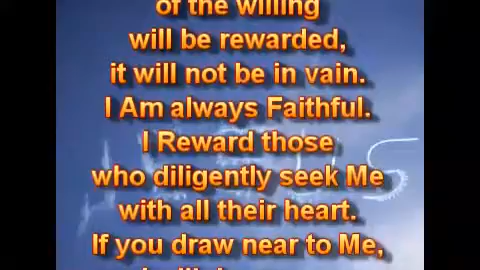 of the willing
will be rewarded,
it will not be in vain.
I Am always Faithful.
I Reward those
who diligently seek Me
with all their heart.
If you draw near to Me,